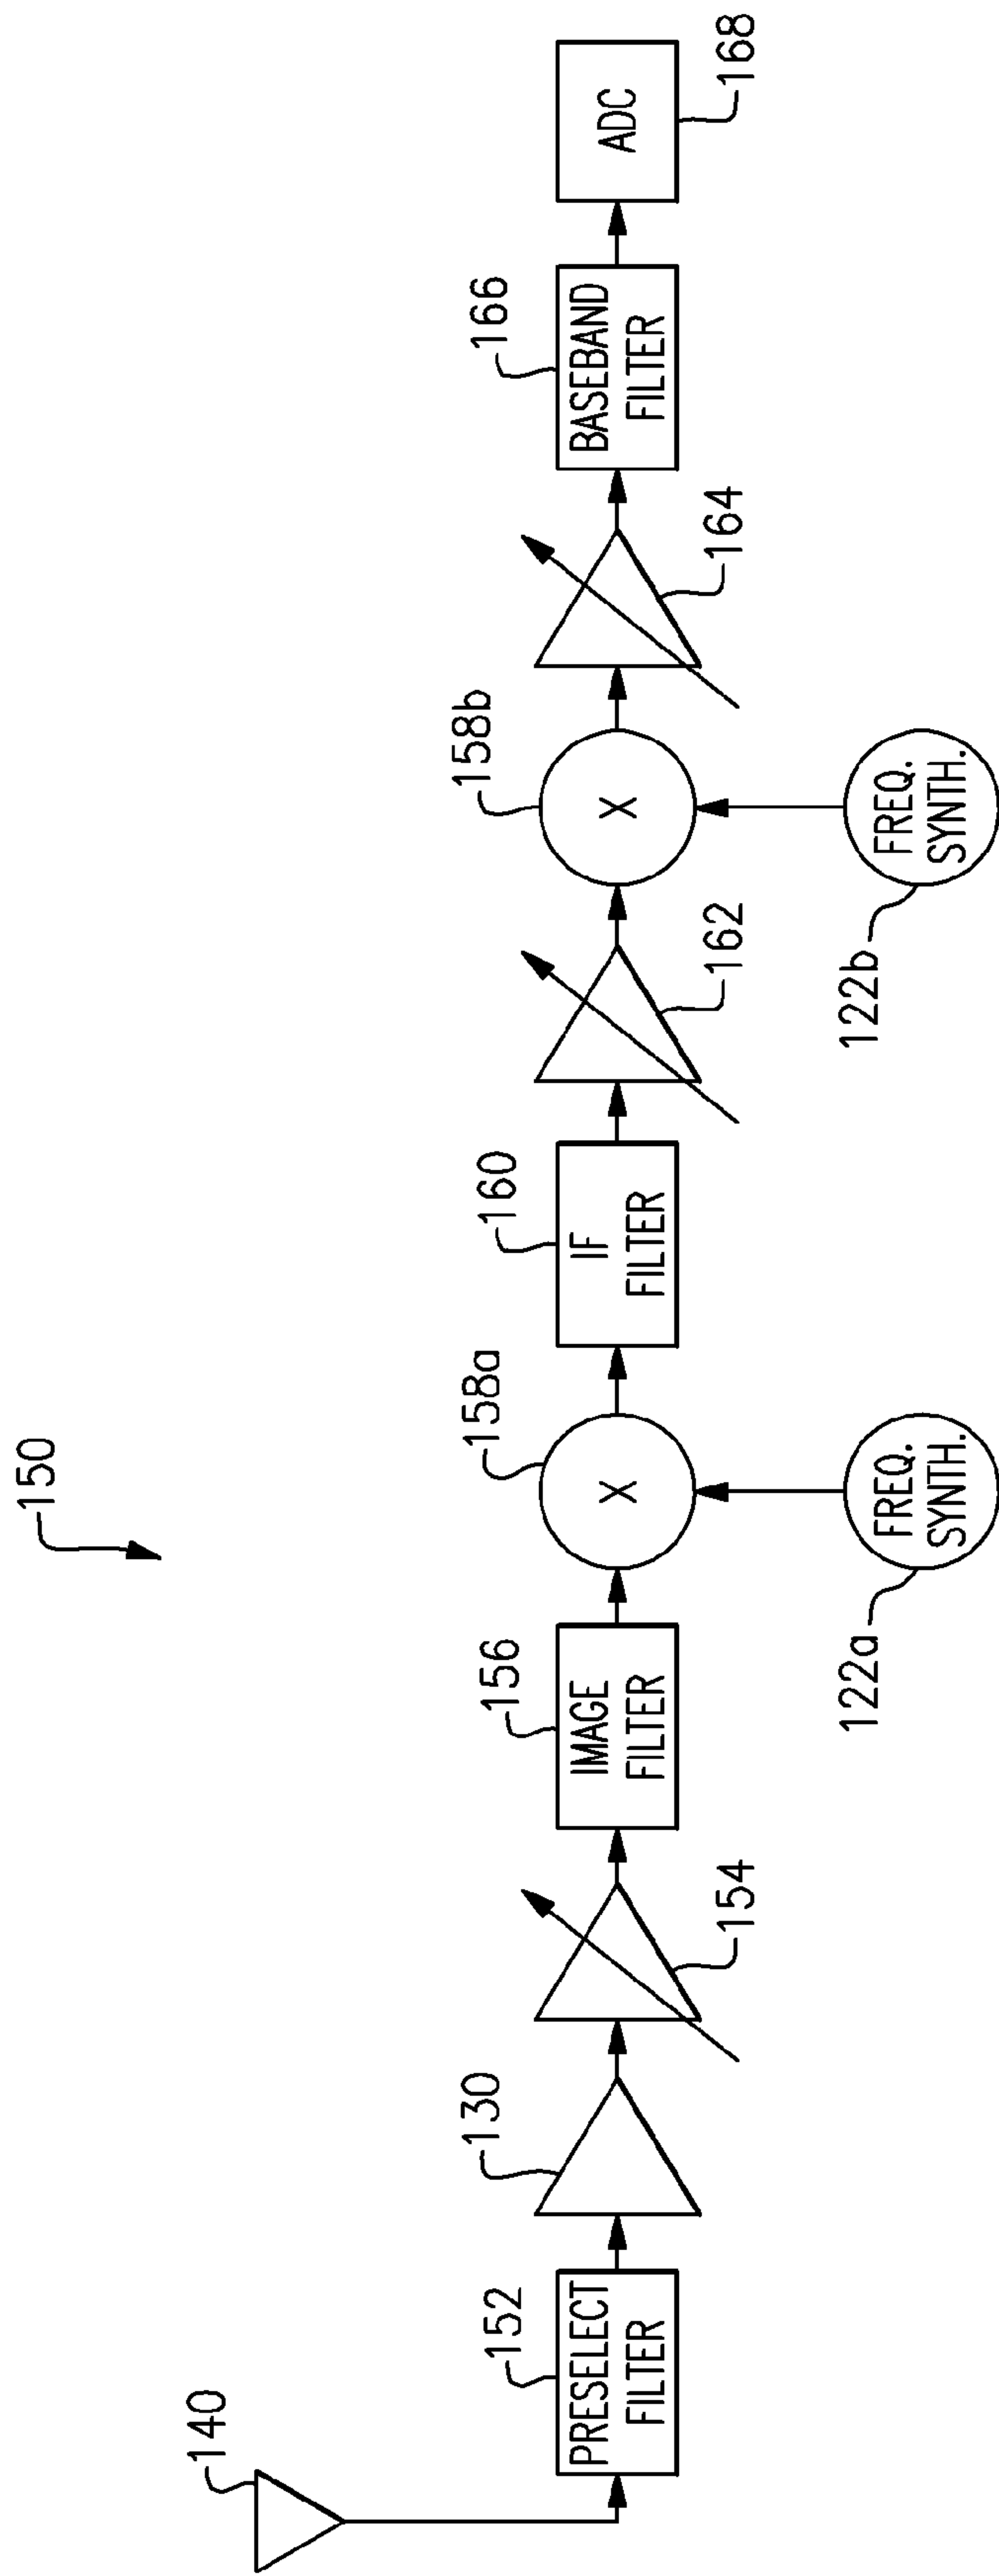 150
140
152
PRESELECT
FILTER
130
154
156
IMAGE
FILTER
158a
X
122a
FREQ.
SYNTH.
160
IF
FILTER
162
158b
X
122b
FREQ.
SYNTH.
164
166
BASEBAND
FILTER
ADC
168